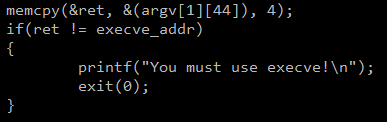 memcpy(&ret, &(argv[1][44]), 4);
if(ret != execve_addr)
{
        printf("You must use execve!\n");
        exit(0);
}